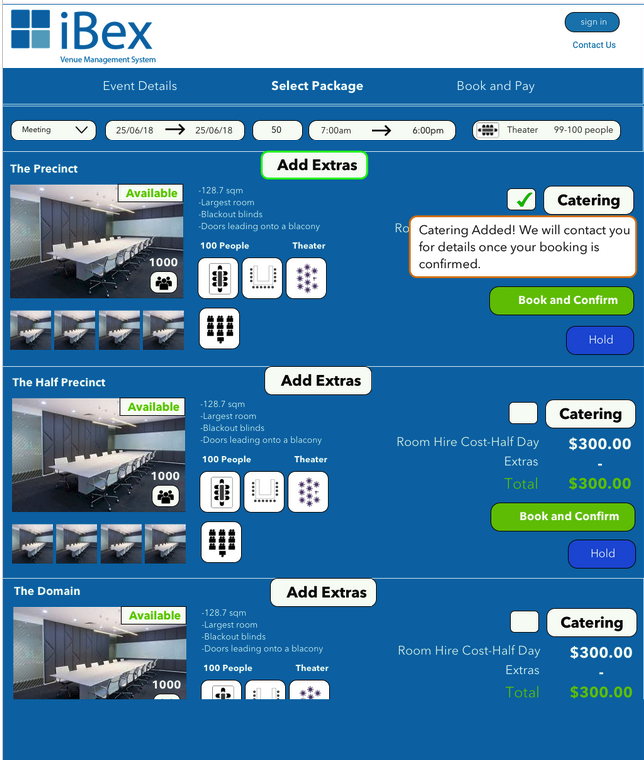 iBex
Venue Management System
sign in
Contact Us
Event Details
Select Package
Book and Pay
Meeting
25/06/18
25/06/18
50
7:00am
6:00pm
Theater
99-100 people
The Precinct
Add Extras
Available
1000
-128.7 sqm
-Largest room
-Blackout blinds
-Doors leading onto a blacony
100 People
Theater
Catering
Ro
Catering Added! We will contact you
for details once your booking is
confirmed.
Book and Confirm
Hold
The Half Precinct
Add Extras
Available
1000
-128.7 sqm
-Largest room
-Blackout blinds
-Doors leading onto a blacony
100 People
Theater
Catering
Room Hire Cost-Half Day
$300.00
Extras
-
Total
$300.00
Book and Confirm
Hold
The Domain
Add Extras
Available
1000
-128.7 sqm
-Largest room
-Blackout blinds
-Doors leading onto a blacony
100 People
Theater
Catering
Room Hire Cost-Half Day
$300.00
Extras
-
Total
$300.00